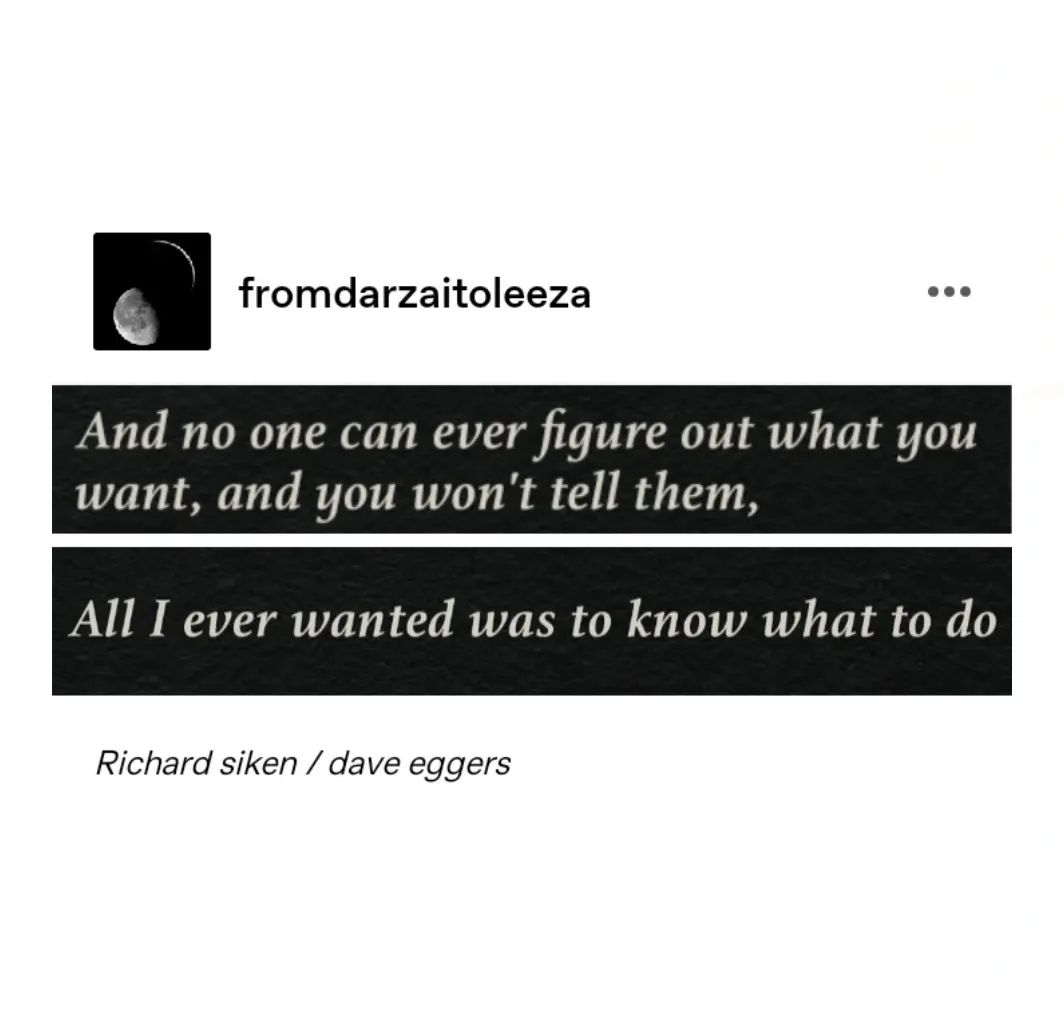 fromdarzaitoleeza
And no one can ever figure out what you
want, and you won't tell them,
All I ever wanted was to know what to do
Richard siken / dave eggers